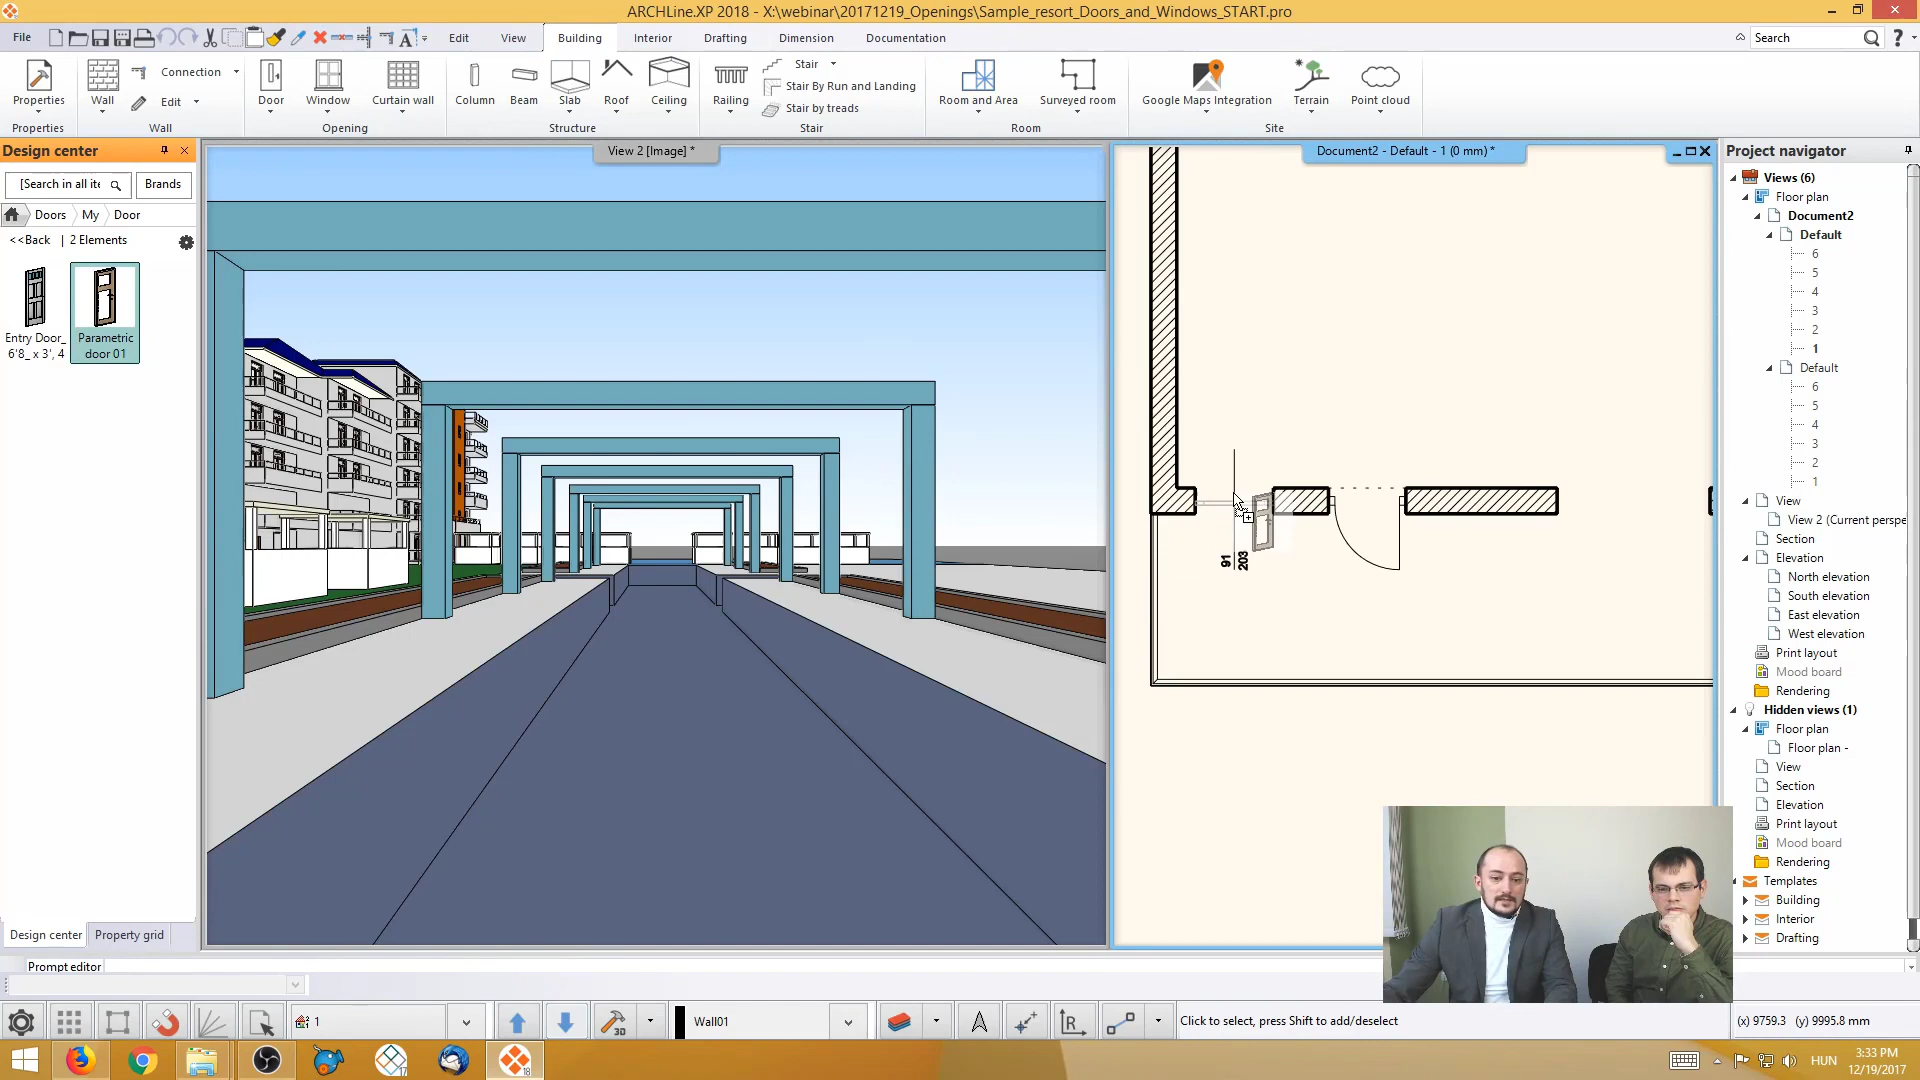 ARCHLine.XP 2018 - X:\webinar\20171219_Openings\Sample_resort_Doors_and_Windows_START.pro
File
Edit
View
Building
Interior
Drafting
Dimension
Documentation
Search
Properties
Wall
Connection
Edit
Door
Window
Curtain wall
Column
Beam
Slab
Roof
Ceiling
Railing
Stair
Stair By Run and Landing
Stair by treads
Room and Area
Surveyed room
Google Maps Integration
Terrain
Point cloud
Properties
Wall
Opening
Structure
Stair
Room
Site
Design center
[Search in all ite
Brands
Doors
My
Door
<<Back
2 Elements
Entry Door_
6'8_ x 3', 4
Parametric
door 01
Design center
Property grid
View 2 [Image] *
Document2 - Default - 1 (0 mm) *
91
203
Project navigator
Views (6)
Floor plan
Document2
Default
6
5
4
3
2
1
Default
6
5
4
3
2
1
View
View 2 (Current perspe
Section
Elevation
North elevation
South elevation
East elevation
West elevation
Print layout
Mood board
Rendering
Hidden views (1)
Floor plan
Floor plan -
View
Section
Elevation
Print layout
Mood board
Rendering
Templates
Building
Interior
Drafting
Prompt editor
1
3D
Wall01
Click to select, press Shift to add/deselect
(x) 9759.3 (y) 9995.8 mm
17
18
HUN
3:33 PM
12/19/2017